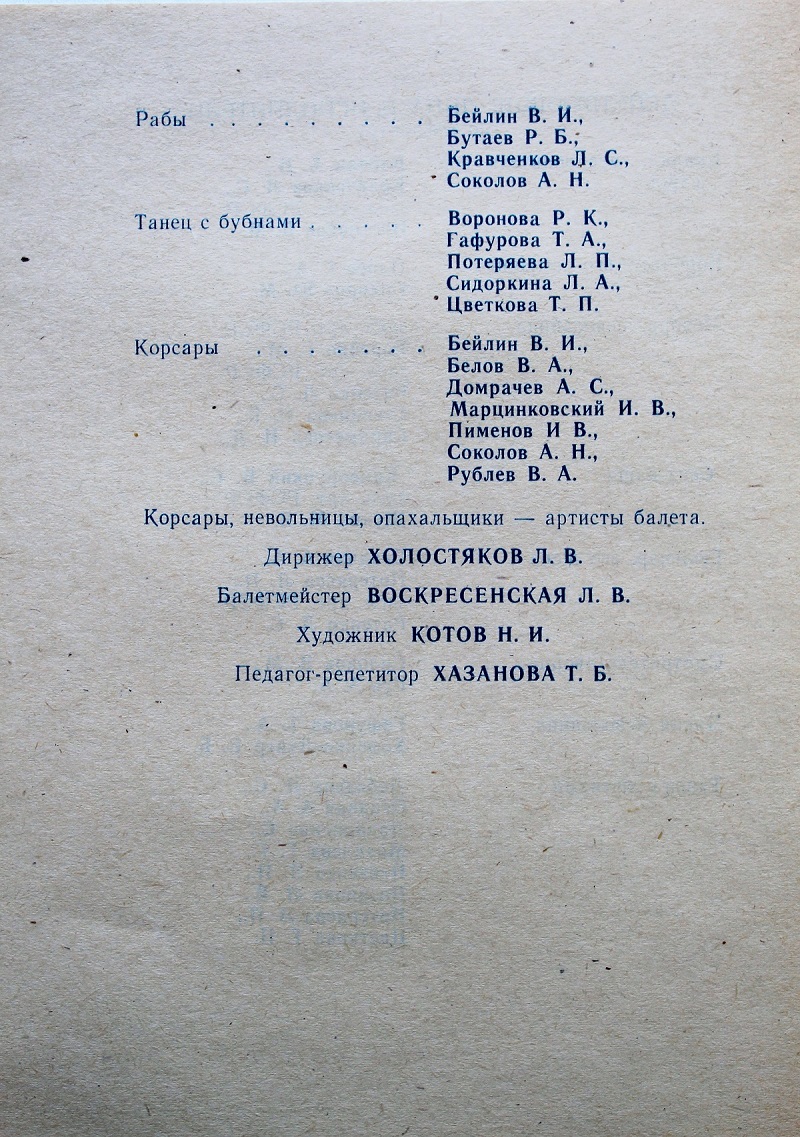 Рабы . . . . . . . . . Бейлин В. И.,
Бутаев Р. Б.,
Кравченков Л. С.,
Соколов А. Н.
Танец с бубнами . . . . . Воронова Р. К.,
Гафурова Т. А.,
Потеряева Л. П.,
Сидоркина Л. А.,
Цветкова Т. П.
Корсары . . . . . . . Бейлин В. И.,
Белов В. А.,
Домрачев А. С.,
Марцинковский И. В.,
Пименов И В.,
Соколов А. Н.,
Рублев В. А.
Корсары, невольницы, опахальщики — артисты балета.
Дирижер ХОЛОСТЯКОВ Л. В.
Балетмейстер ВОСКРЕСЕНСКАЯ Л. В.
Художник КОТОВ Н. И.
Педагог-репетитор ХАЗАНОВА Т. Б.